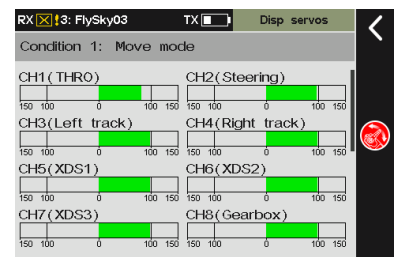 RX !3: FlySky03 TX Disp servos
Condition 1: Move mode
CH1(THRO) CH2(Steering)
150 100 0 100 150 150 100 0 100 150
CH3(Left track) CH4(Right track)
150 100 0 100 150 150 100 0 100 150
CH5(XDS1) CH6(XDS2)
150 100 0 100 150 150 100 0 100 150
CH7(XDS3) CH8(Gearbox)
150 100 0 100 150 150 100 0 100 150